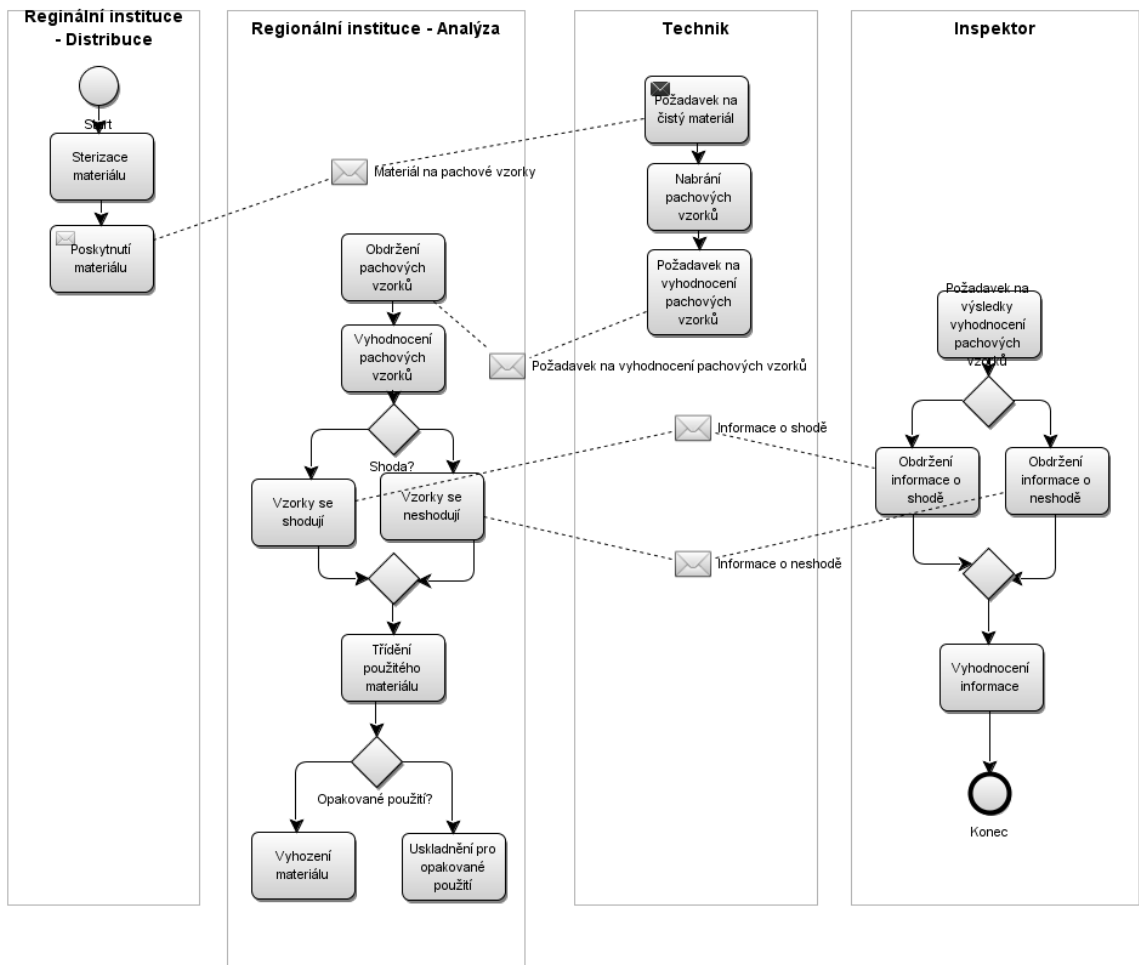 Reginální instituce
- Distribuce
Start
Sterizace
materiálu
Poskytnutí
materiálu
Regionální instituce - Analýza
Materiál na pachové vzorky
Obdržení
pachových
vzorků
Vyhodnocení
pachových
vzorků
Požadavek na vyhodnocení pachových vzorků
Shoda?
Vzorky se
shodují
Vzorky se
neshodují
Třídění
použitého
materiálu
Opakované použití?
Vyhození
materiálu
Uskladnění pro
opakované
použití
Technik
Požadavek na
čistý materiál
Nabrání
pachových
vzorků
Požadavek na
vyhodnocení
pachových
vzorků
Informace o shodě
Informace o neshodě
Inspektor
Požadavek na
výsledky
vyhodnocení
pachových
vzorků
Obdržení
informace o
shodě
Obdržení
informace o
neshodě
Vyhodnocení
informace
Konec